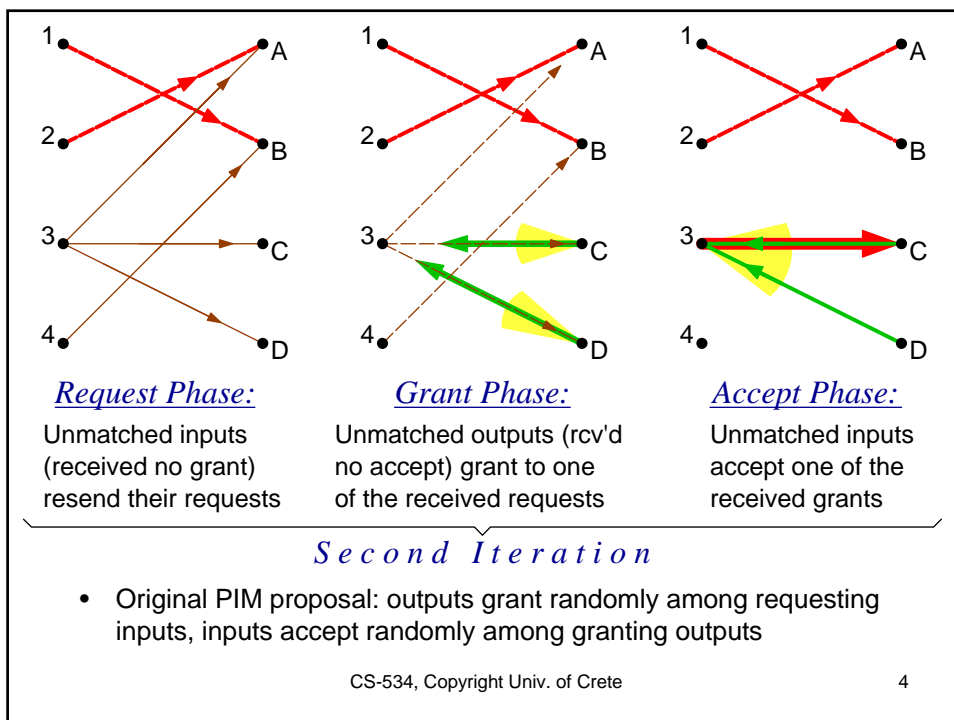 1 A 1 A 1 A
2 B 2 B 2 B
3 C 3 C 3 C
4 D 4 D 4 D
Request Phase:
Unmatched inputs
(received no grant)
resend their requests
Grant Phase:
Unmatched outputs (rcv'd
no accept) grant to one
of the received requests
Accept Phase:
Unmatched inputs
accept one of the
received grants
Second Iteration
• Original PIM proposal: outputs grant randomly among requesting
inputs, inputs accept randomly among granting outputs
CS-534, Copyright Univ. of Crete 4